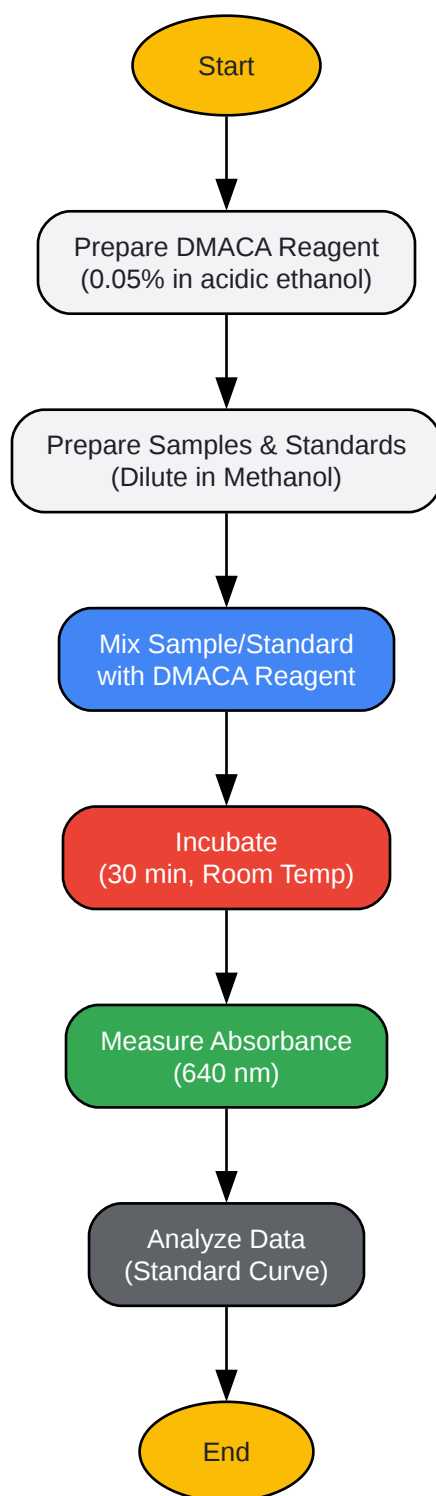 Start
Prepare DMACA Reagent
(0.05% in acidic ethanol)
Prepare Samples & Standards
(Dilute in Methanol)
Mix Sample/Standard
with DMACA Reagent
Incubate
(30 min, Room Temp)
Measure Absorbance
(640 nm)
Analyze Data
(Standard Curve)
End